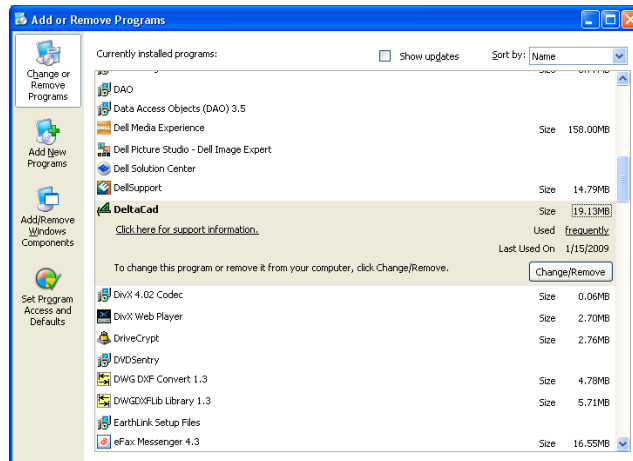 Add or Remove Programs
Change or
Remove
Programs
Add New
Programs
Add/Remove
Windows
Components
Set Program
Access and
Defaults
Currently installed programs:
Show updates
Sort by: Name
DAO
Data Access Objects (DAO) 3.5
Dell Media Experience Size 158.00MB
Dell Picture Studio - Dell Image Expert
Dell Solution Center
DellSupport Size 14.79MB
DeltaCad Size 19.13MB
Click here for support information. Used frequently
Last Used On 1/15/2009
To change this program or remove it from your computer, click Change/Remove. Change/Remove
DivX 4.02 Codec Size 0.06MB
DivX Web Player Size 2.70MB
DriveCrypt Size 2.76MB
DVDSentry
DWG DXF Convert 1.3 Size 4.78MB
DWGDXFLib Library 1.3 Size 5.71MB
EarthLink Setup Files
eFax Messenger 4.3 Size 16.55MB